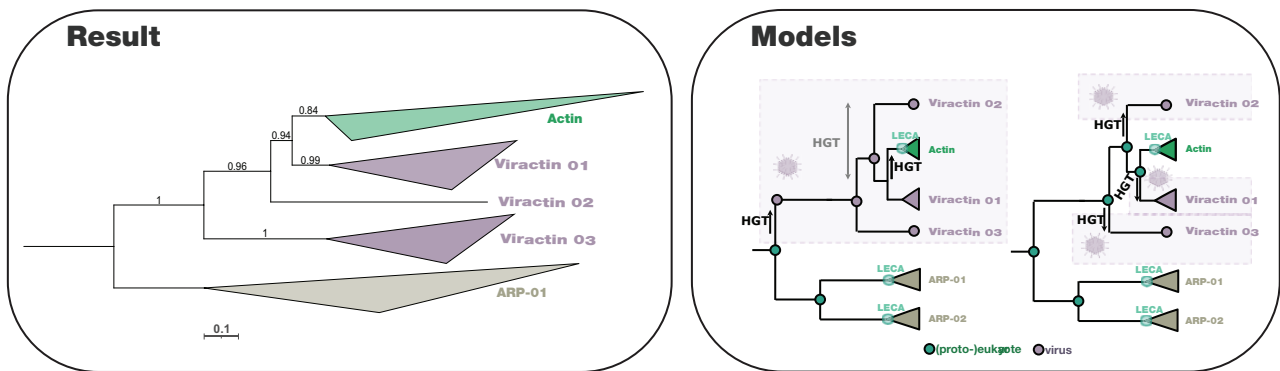 Result
0.84
Actin
0.94
0.99
Viractin 01
0.96
Viractin 02
1
1
Viractin 03
ARP-01
0.1
Models
Viractin 02
HGT
LECA
Actin
HGT
Viractin 01
HGT
Viractin 03
LECA
ARP-01
LECA
ARP-02
Viractin 02
HGT
LECA
Actin
HGT
Viractin 01
HGT
Viractin 03
LECA
ARP-01
LECA
ARP-02
(proto-)eukaryote
virus